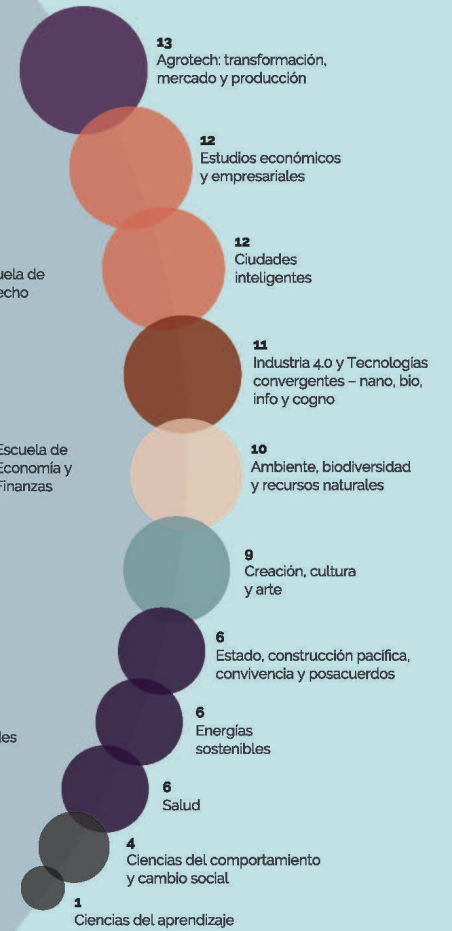 13
Agrotech: transformación,
mercado y producción
12
Estudios económicos
y empresariales
12
Ciudades
inteligentes
echo
11
Industria 4.0 y Tecnologías
convergentes – nano, bio,
info y cogno
Escuela de
Economía y
Finanzas
10
Ambiente, biodiversidad
y recursos naturales
9
Creación, cultura
y arte
6
Estado, construcción pacífica,
convivencia y posacuerdos
6
Energías
sostenibles
6
Salud
4
Ciencias del comportamiento
y cambio social
1
Ciencias del aprendizaje